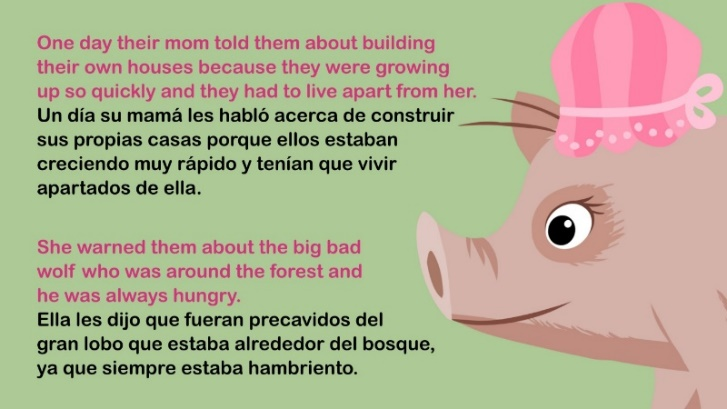 One day their mom told them about building
their own houses because they were growing
up so quickly and they had to live apart from her.
Un día su mamá les habló acerca de construir
sus propias casas porque ellos estaban
creciendo muy rápido y tenían que vivir
apartados de ella.
She warned them about the big bad
wolf who was around the forest and
he was always hungry.
Ella les dijo que fueran precavidos del
gran lobo que estaba alrededor del bosque,
ya que siempre estaba hambriento.